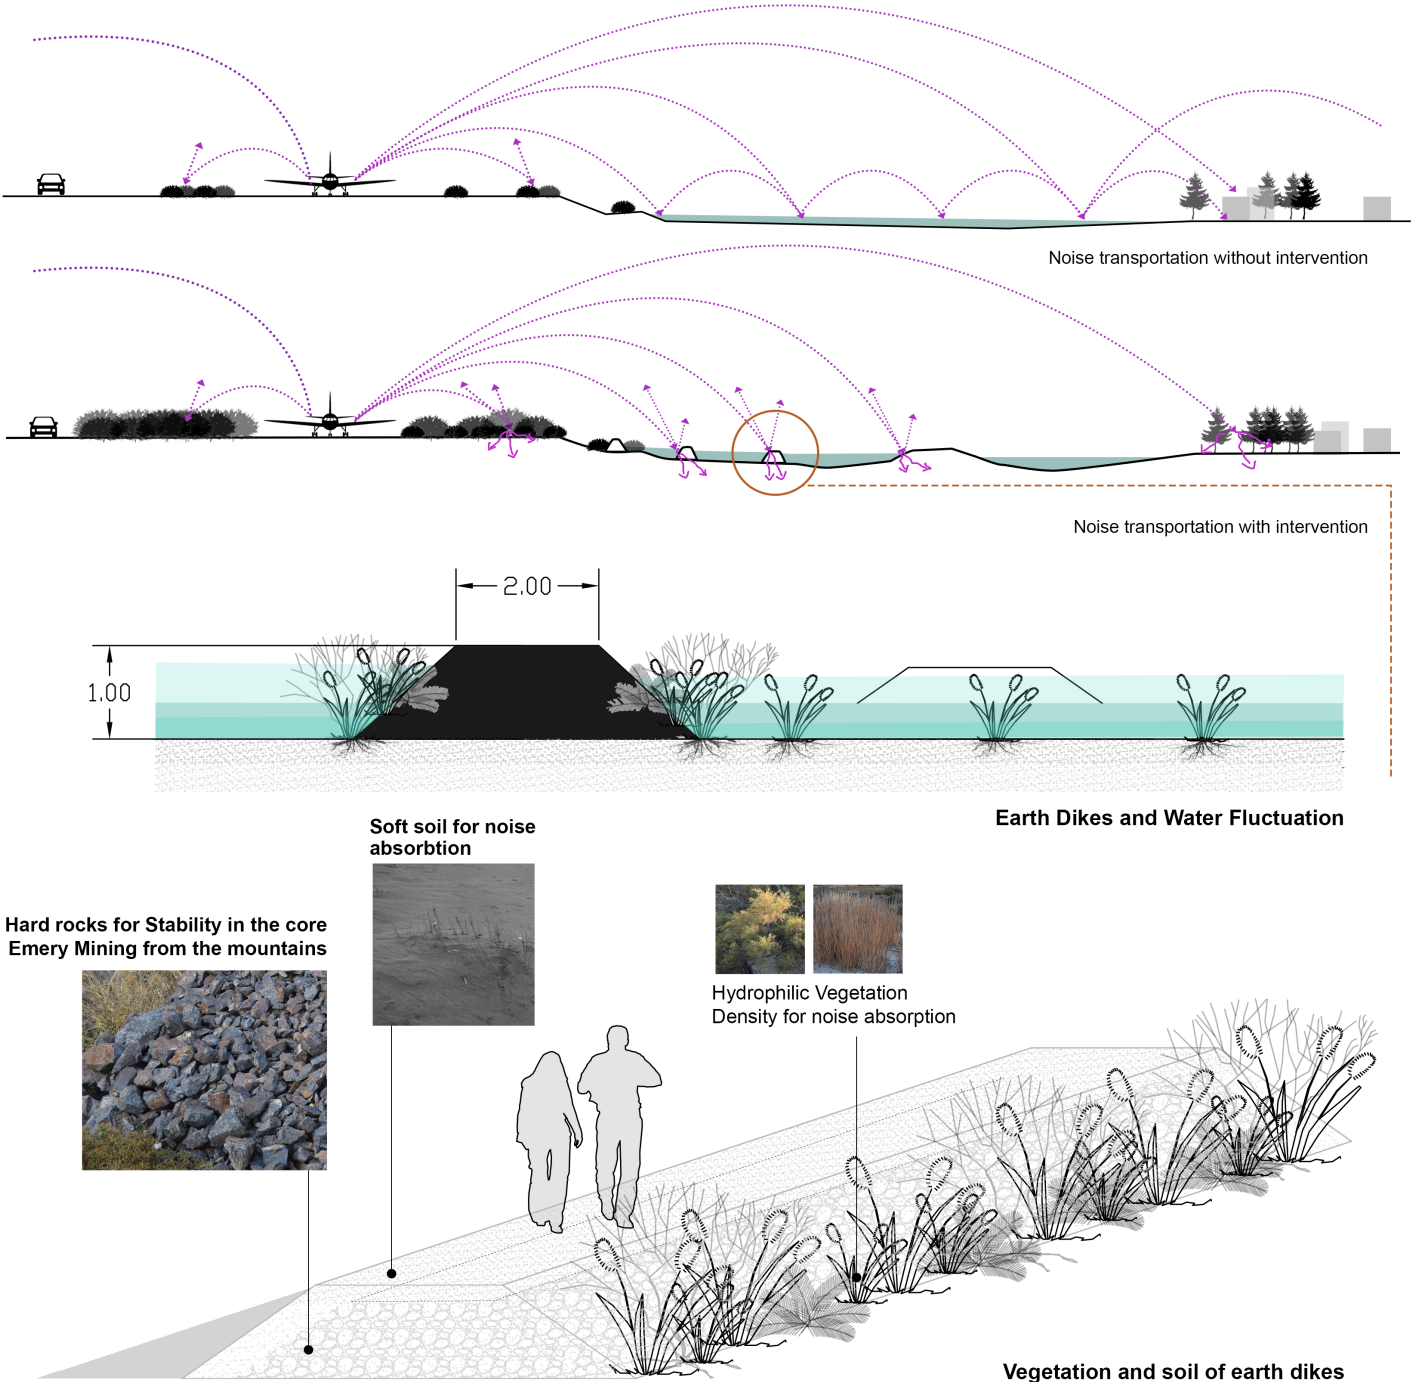 Noise transportation without intervention
Noise transportation with intervention
2.00
1.00
Earth Dikes and Water Fluctuation
Soft soil for noise
absorbtion
Hard rocks for Stability in the core
Emery Mining from the mountains
Hydrophilic Vegetation
Density for noise absorption
Vegetation and soil of earth dikes